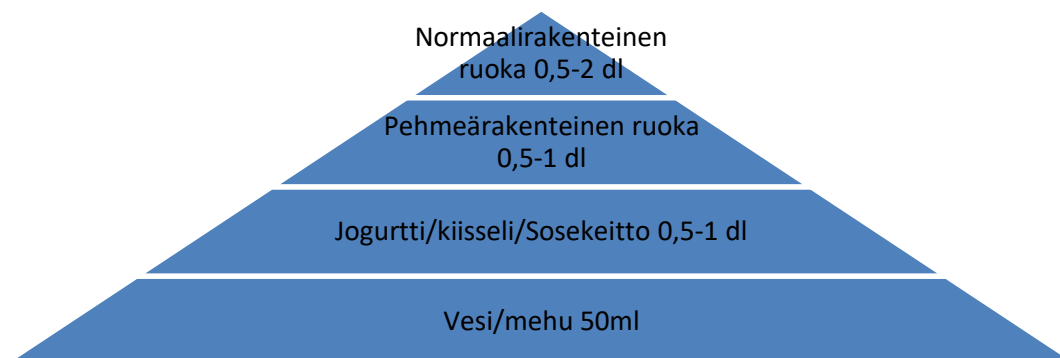 Normaalirakenteinen
ruoka 0,5-2 dl
Pehmeärakenteinen ruoka
0,5-1 dl
Jogurtti/kiisseli/Sosekeitto 0,5-1 dl
Vesi/mehu 50ml